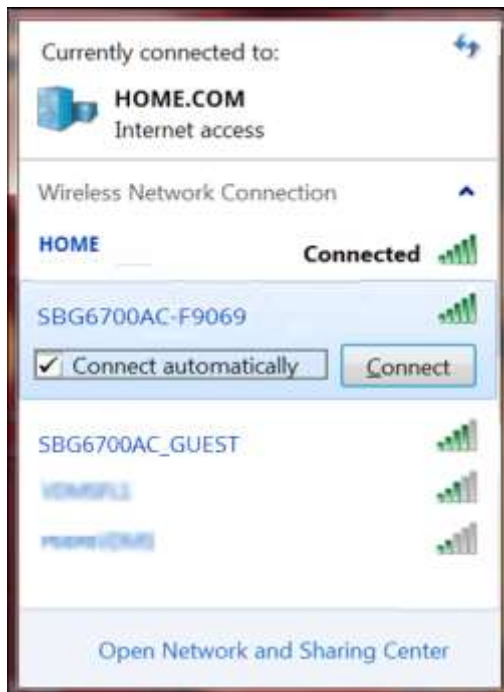 Currently connected to:
HOME.COM
Internet access
Wireless Network Connection
HOME
Connected
SBG6700AC-F9069
Connect automatically
Connect
SBG6700AC_GUEST
Open Network and Sharing Center